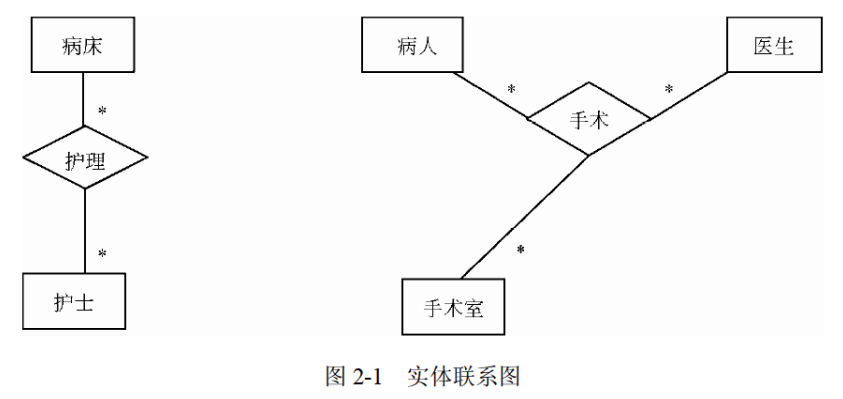 病床 病人 医生
* *
* 手术
护理
* *
护士 手术室
图 2-1 实体联系图